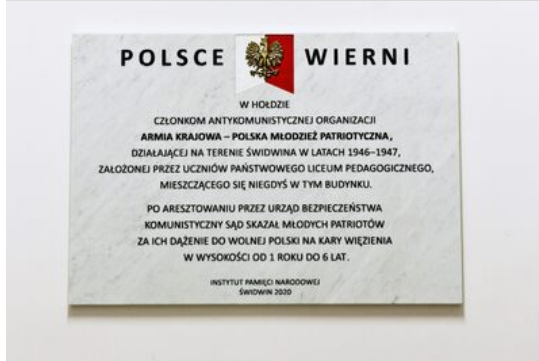 POLSCE WIERNI
W HOŁDZIE
CZŁONKOM ANTYKOMUNISTYCZNEJ ORGANIZACJI
ARMIA KRAJOWA – POLSKA MŁODZIEŻ PATRIOTYCZNA,
DZIAŁAJĄCEJ NA TERENIE ŚWIDWINA W LATACH 1946–1947,
ZAŁOŻONEJ PRZEZ UCZNIÓW PAŃSTWOWEGO LICEUM PEDAGOGICZNEGO,
MIESZCZĄCEGO SIĘ NIEGDYŚ W TYM BUDYNKU.
PO ARESZTOWANIU PRZEZ URZĄD BEZPIECZEŃSTWA
KOMUNISTYCZNY SĄD SKAZAŁ MŁODYCH PATRIOTÓW
ZA ICH DĄŻENIE DO WOLNEJ POLSKI NA KARY WIĘZIENIA
W WYSOKOŚCI OD 1 ROKU DO 6 LAT.
INSTYTUT PAMIĘCI NARODOWEJ
ŚWIDWIN 2020